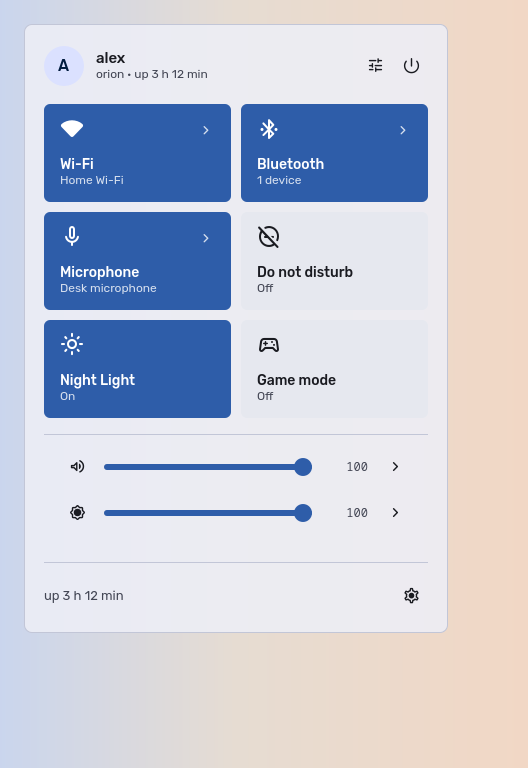 A
alex
orion • up 3 h 12 min
Wi-Fi
Home Wi-Fi
Bluetooth
1 device
Microphone
Desk microphone
Do not disturb
Off
Night Light
On
Game mode
Off
100
100
up 3 h 12 min